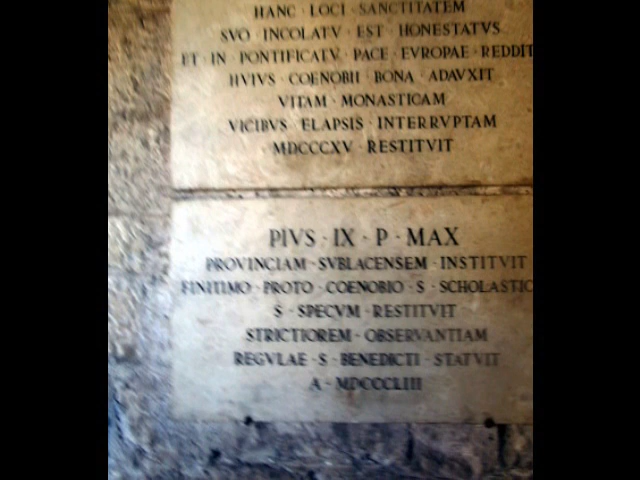 HANC · LOCI · SANCTITATEM
SVO · INCOLATV · EST · HONESTATVS
ET · IN · PONTIFICATV · PACE · EVROPAE · REDDIT
HVIVS · COENOBII · BONA · ADAVXIT
VITAM · MONASTICAM
VICIBVS · ELAPSIS · INTERRVPTAM
MDCCCXV · RESTITVIT
PIVS · IX · P · MAX
PROVINCIAM · SVBLACENSEM · INSTITVIT
FINITIMO · PROTO · COENOBIO · S · SCHOLASTIC
S · SPECVM · RESTITVIT
STRICTIOREM · OBSERVANTIAM
REGVLAE · S · BENEDICTI · STATVIT
A · MDCCCLIII